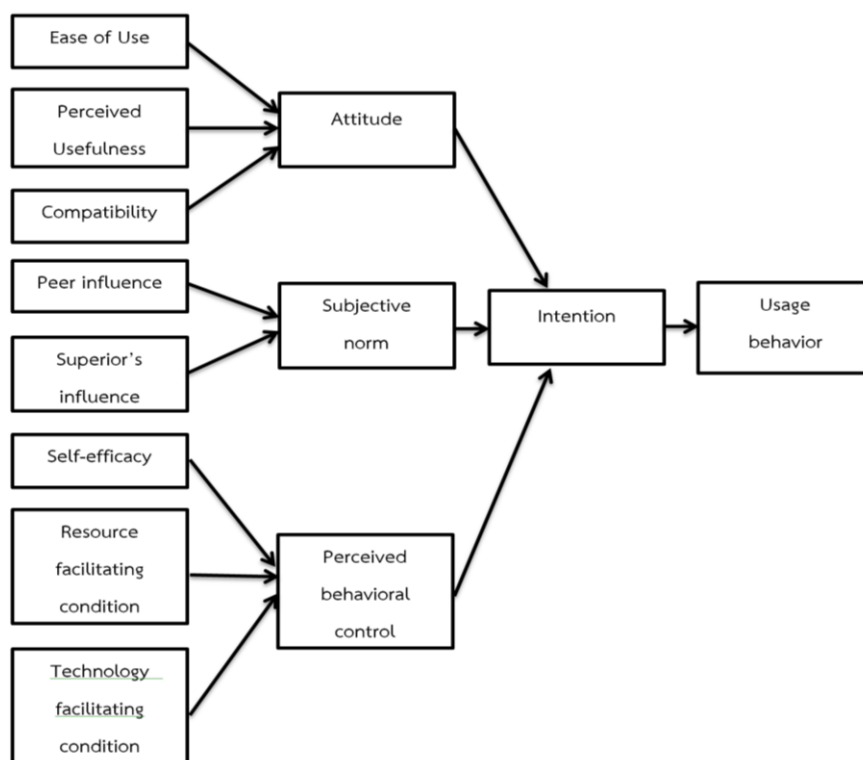 Ease of Use
Perceived
Usefulness
Compatibility
Peer influence
Superior's
influence
Self-efficacy
Resource
facilitating
condition
Technology
facilitating
condition
Attitude
Subjective
norm
Perceived
behavioral
control
Intention
Usage
behavior